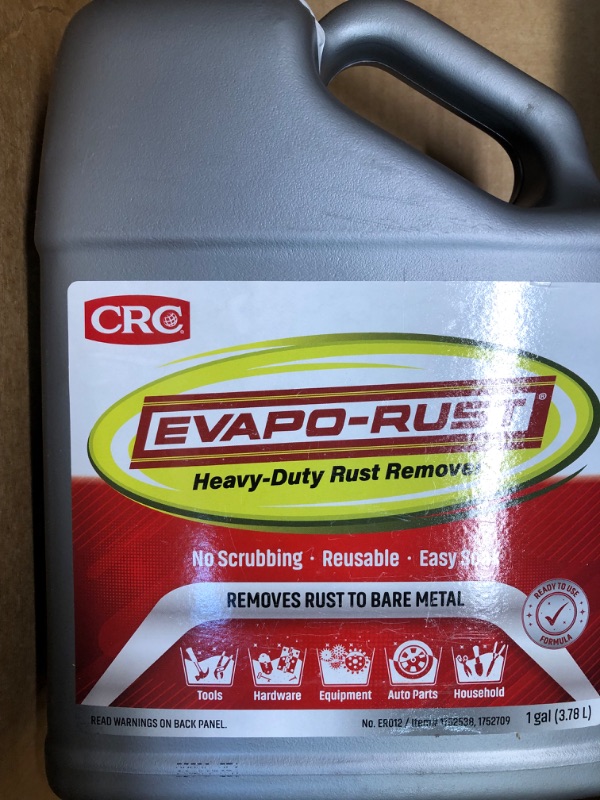 CRC
EVAPO-RUST®
Heavy-Duty Rust Remover
No Scrubbing · Reusable · Easy
REMOVES RUST TO BARE METAL
READY TO USE
FORMULA
Tools Hardware Equipment Auto Parts Household
READ WARNINGS ON BACK PANEL.
No. ER012 / Item# 1752709
1 gal (3.78 L)